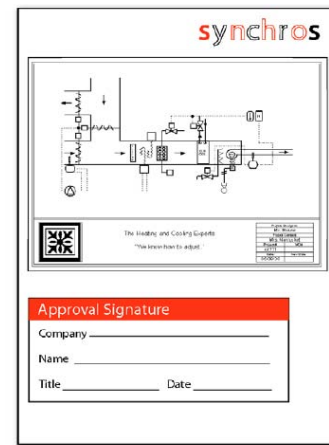 synchros
The Heating and Cooling Experts
"We know how to adjust."
Approval Signature
Company
Name
Title Date